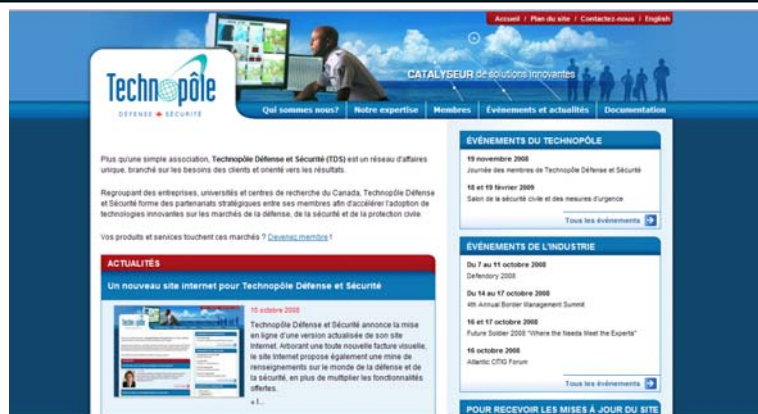 Accueil / Plan du site / Contactez-nous / English
CATALYSEUR de solutions innovantes
Technopôle
DÉFENSE SÉCURITÉ
Qui sommes nous? Notre expertise Membres Événements et actualités Documentation
Plus qu'une simple association, Technopôle Défense et Sécurité (TDS) est un réseau d'affaires
unique, branché sur les besoins des clients et orienté vers les résultats.
Regroupant des entreprises, universités et centres de recherche du Canada, Technopôle Défense
et Sécurité forme des partenariats stratégiques entre ses membres afin d'accélérer l'adoption de
technologies innovantes sur les marchés de la défense, de la sécurité et de la protection civile.
Vos produits et services touchent ces marchés ? Devenez membre !
ACTUALITÉS
Un nouveau site internet pour Technopôle Défense et Sécurité
15 octobre 2008
Technopôle Défense et Sécurité annonce la mise
en ligne d'une version actualisée de son site
Internet. Arborant une toute nouvelle facture visuelle,
le site Internet propose également une mine de
renseignements sur le monde de la défense et de
la sécurité, en plus de multiplier les fonctionnalités
offertes.
ÉVÉNEMENTS DU TECHNOPÔLE
19 novembre 2008
Journée des membres de Technopôle Défense et Sécurité
18 et 19 février 2009
Salon de la sécurité civile et des mesures d'urgence
Tous les événements
ÉVÉNEMENTS DE L'INDUSTRIE
Du 7 au 11 octobre 2008
Defendory 2008
Du 14 au 17 octobre 2008
4th Annual Border Management Summit
16 et 17 octobre 2008
Future Soldier 2008 "Where the Needs Meet the Experts"
16 octobre 2008
Atlantic CITIG Forum
Tous les événements
POUR RECEVOIR LES MISES À JOUR DU SITE